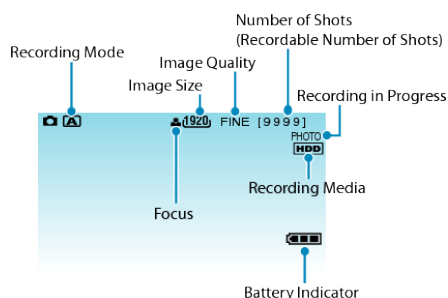 Number of Shots
(Recordable Number of Shots)
Recording Mode
Image Quality
Image Size
Recording in Progress
A 1920 FINE [9999]
PHOTO
HDD
Recording Media
Focus
Battery Indicator